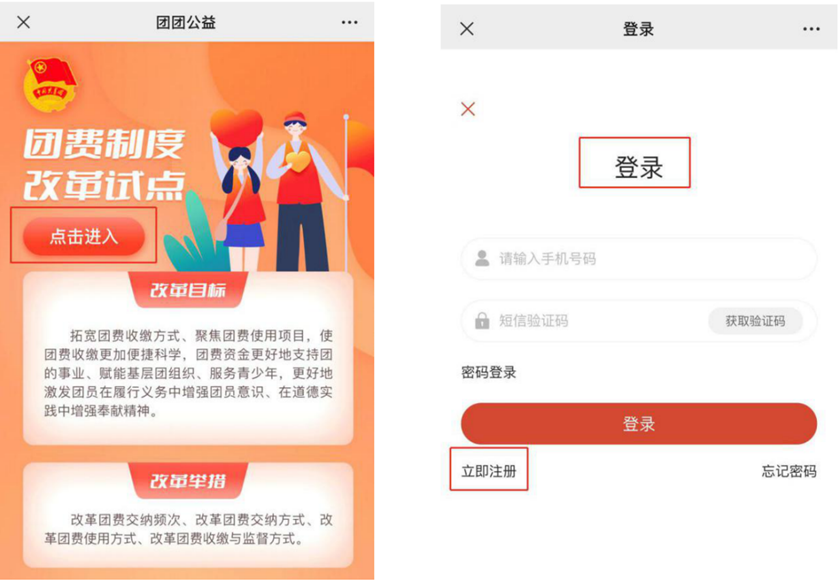 团团公益
团费制度
改革试点
点击进入
改革目标
拓宽团费收缴方式、聚焦团费使用项目，使
团费收缴更加便捷科学，团费资金更好地支持团
的事业、赋能基层团组织、服务青少年，更好地
激发团员在履行义务中增强团员意识、在道德实
践中增强奉献精神。
改革举措
改革团费交纳频次、改革团费交纳方式、改
革团费使用方式、改革团费收缴与监督方式。
登录
登录
请输入手机号码
短信验证码 获取验证码
密码登录
登录
立即注册 忘记密码